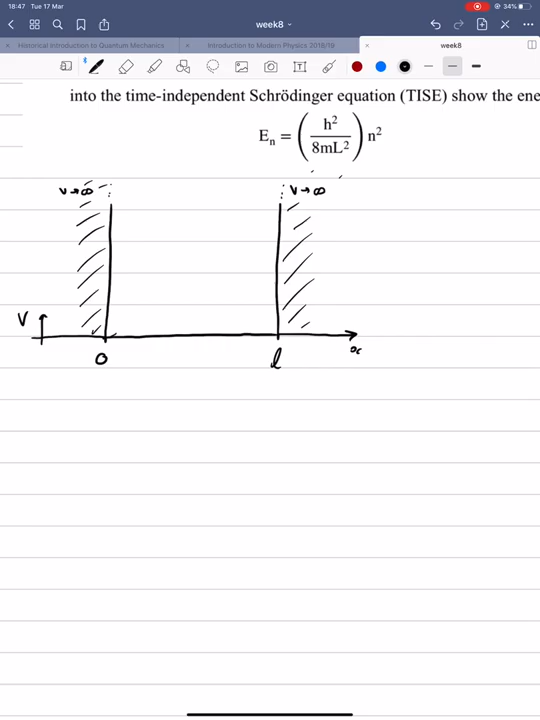 18:47 Tue 17 Mar
34%
week8
Historical Introduction to Quantum Mechanics
Introduction to Modern Physics 2018/19
week8
into the time-independent Schrödinger equation (TISE) show the ene
Eₙ = (h² / 8mL²) n²
V→∞ V→∞
V
0 l x